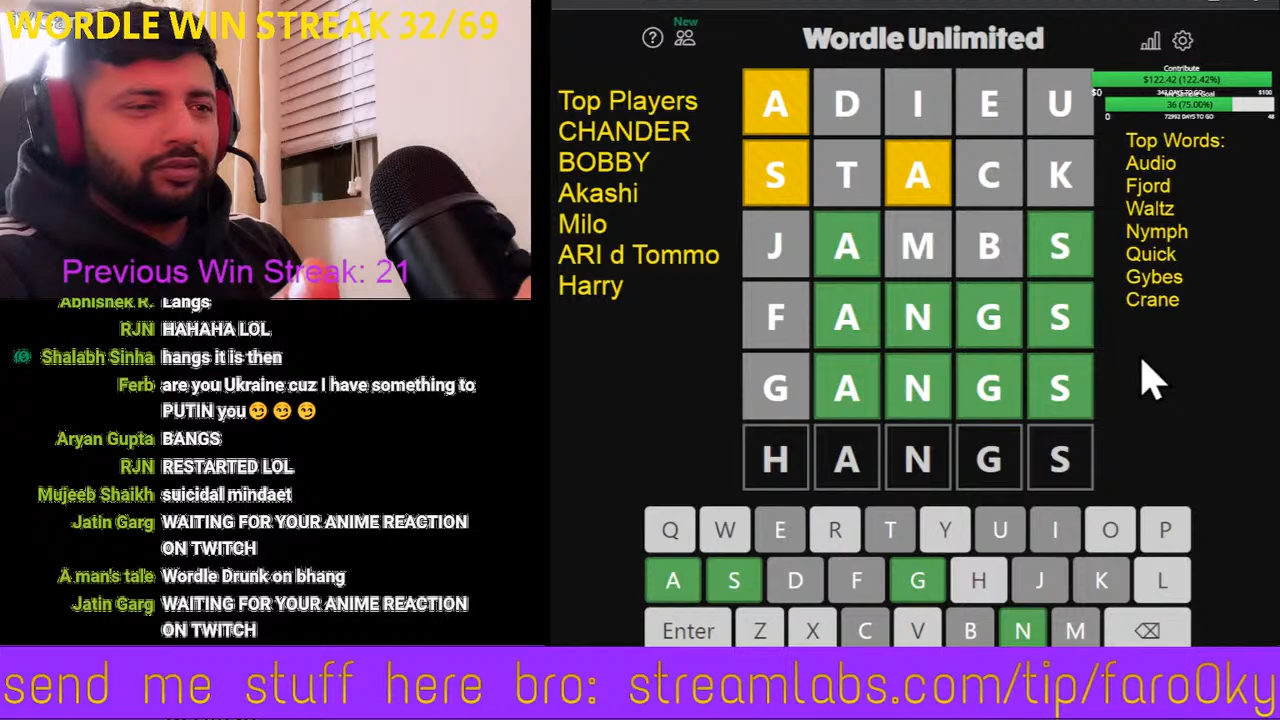 WORDLE WIN STREAK 32/69
Previous Win Streak: 21
Abhishek R. Langs
RJN HAHAHA LOL
Shalabh Sinha hangs it is then
Ferb are you Ukraine cuz I have something to
PUTIN you😏 😏 😏
Aryan Gupta BANGS
RJN RESTARTED LOL
Mujeeb Shaikh suicidal mindaet
Jatin Garg WAITING FOR YOUR ANIME REACTION
ON TWITCH
A man's tale Wordle Drunk on bhang
Jatin Garg WAITING FOR YOUR ANIME REACTION
ON TWITCH
New
Wordle Unlimited
Top Players
CHANDER
BOBBY
Akashi
Milo
ARI d Tommo
Harry
A D I E U
S T A C K
J A M B S
F A N G S
G A N G S
H A N G S
Q W E R T Y U I O P
A S D F G H J K L
Enter Z X C V B N M
Contribute
$122.42 (122.42%)
$0
$100
36 (75.00%)
0
48
Top Words:
Audio
Fjord
Waltz
Nymph
Quick
Gybes
Crane
send me stuff here bro: streamlabs.com/tip/faro0ky